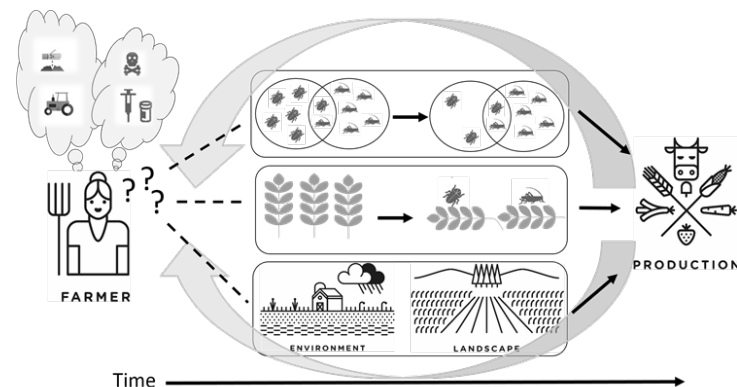 ? ? ?
FARMER
PRODUCTION
ENVIRONMENT
LANDSCAPE
Time